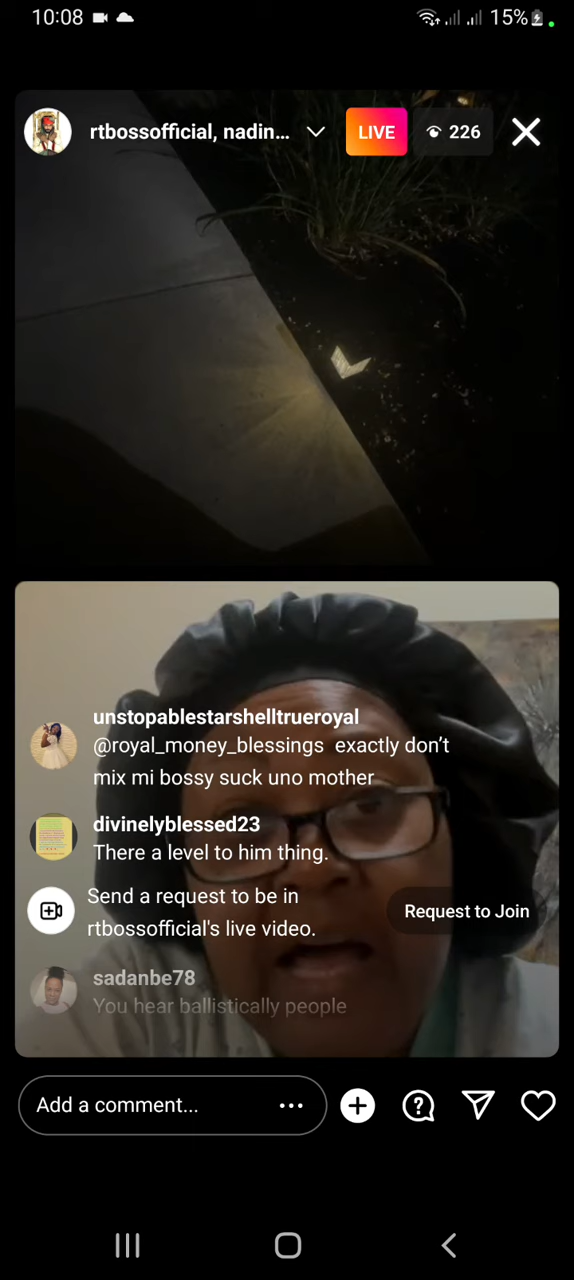 10:08
15%
rtbossofficial, nadin...
LIVE
226
unstopablestarshelltrueroyal
@royal_money_blessings exactly don't
mix mi bossy suck uno mother
divinelyblessed23
There a level to him thing.
Send a request to be in
rtbossofficial's live video.
Request to Join
sadanbe78
You hear ballistically people
Add a comment...